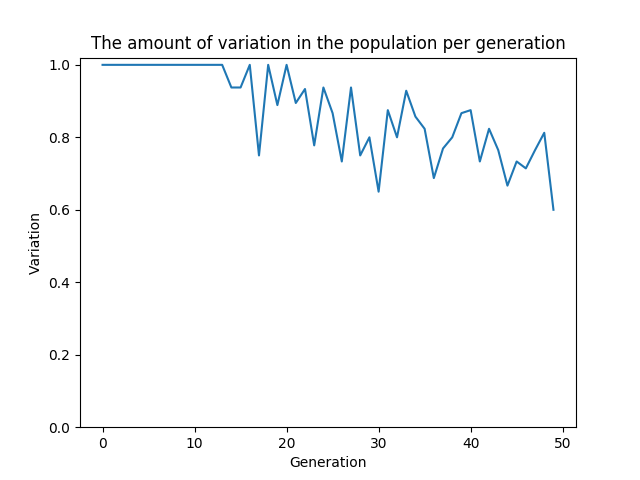 The amount of variation in the population per generation
1.0
0.8
0.6
0.4
0.2
0.0
Variation
0 10 20 30 40 50
Generation